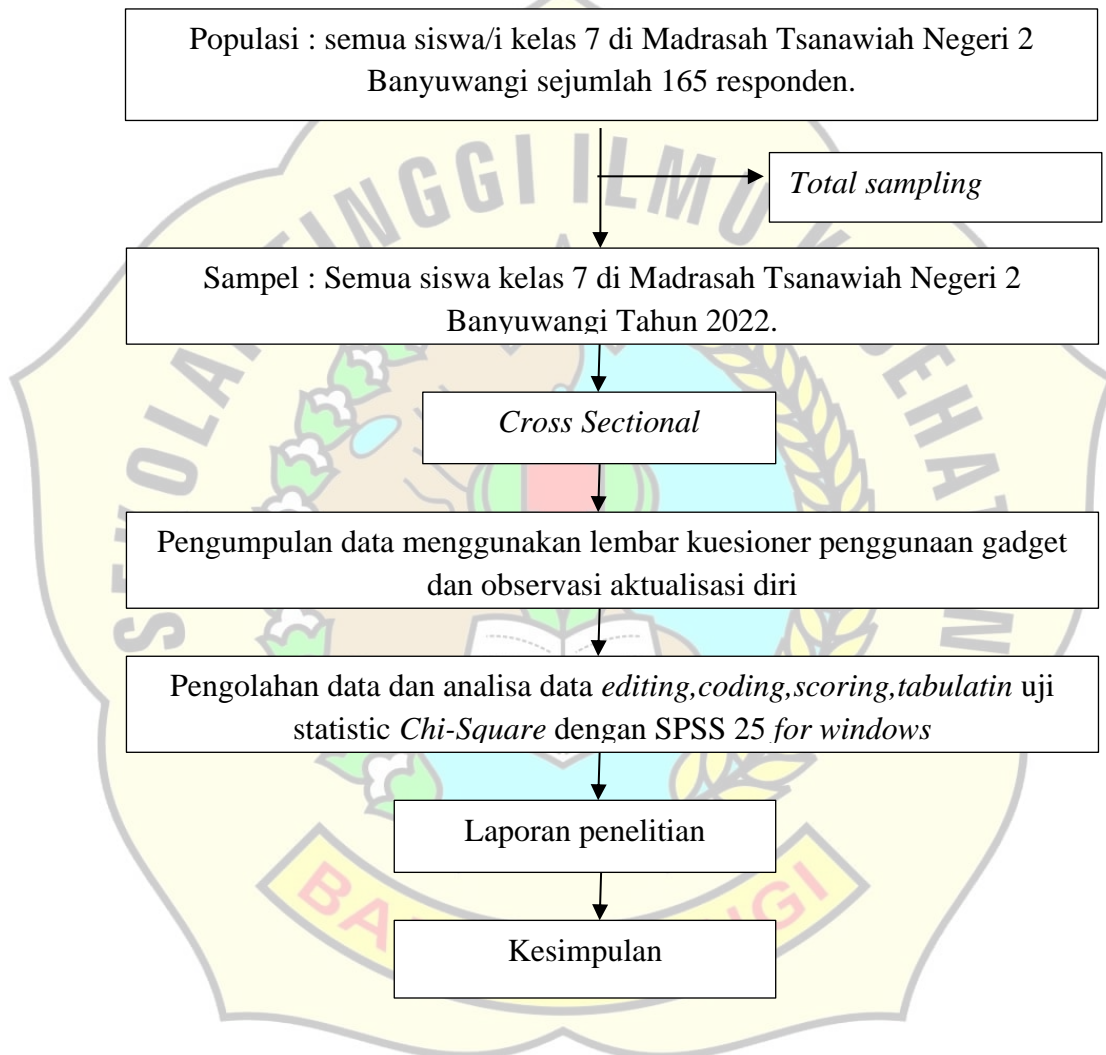 Populasi : semua siswa/i kelas 7 di Madrasah Tsanawiah Negeri 2
Banyuwangi sejumlah 165 responden.
Total sampling
Sampel : Semua siswa kelas 7 di Madrasah Tsanawiah Negeri 2
Banyuwangi Tahun 2022.
Cross Sectional
Pengumpulan data menggunakan lembar kuesioner penggunaan gadget
dan observasi aktualisasi diri
Pengolahan data dan analisa data editing,coding,scoring,tabulatin uji
statistic Chi-Square dengan SPSS 25 for windows
Laporan penelitian
Kesimpulan